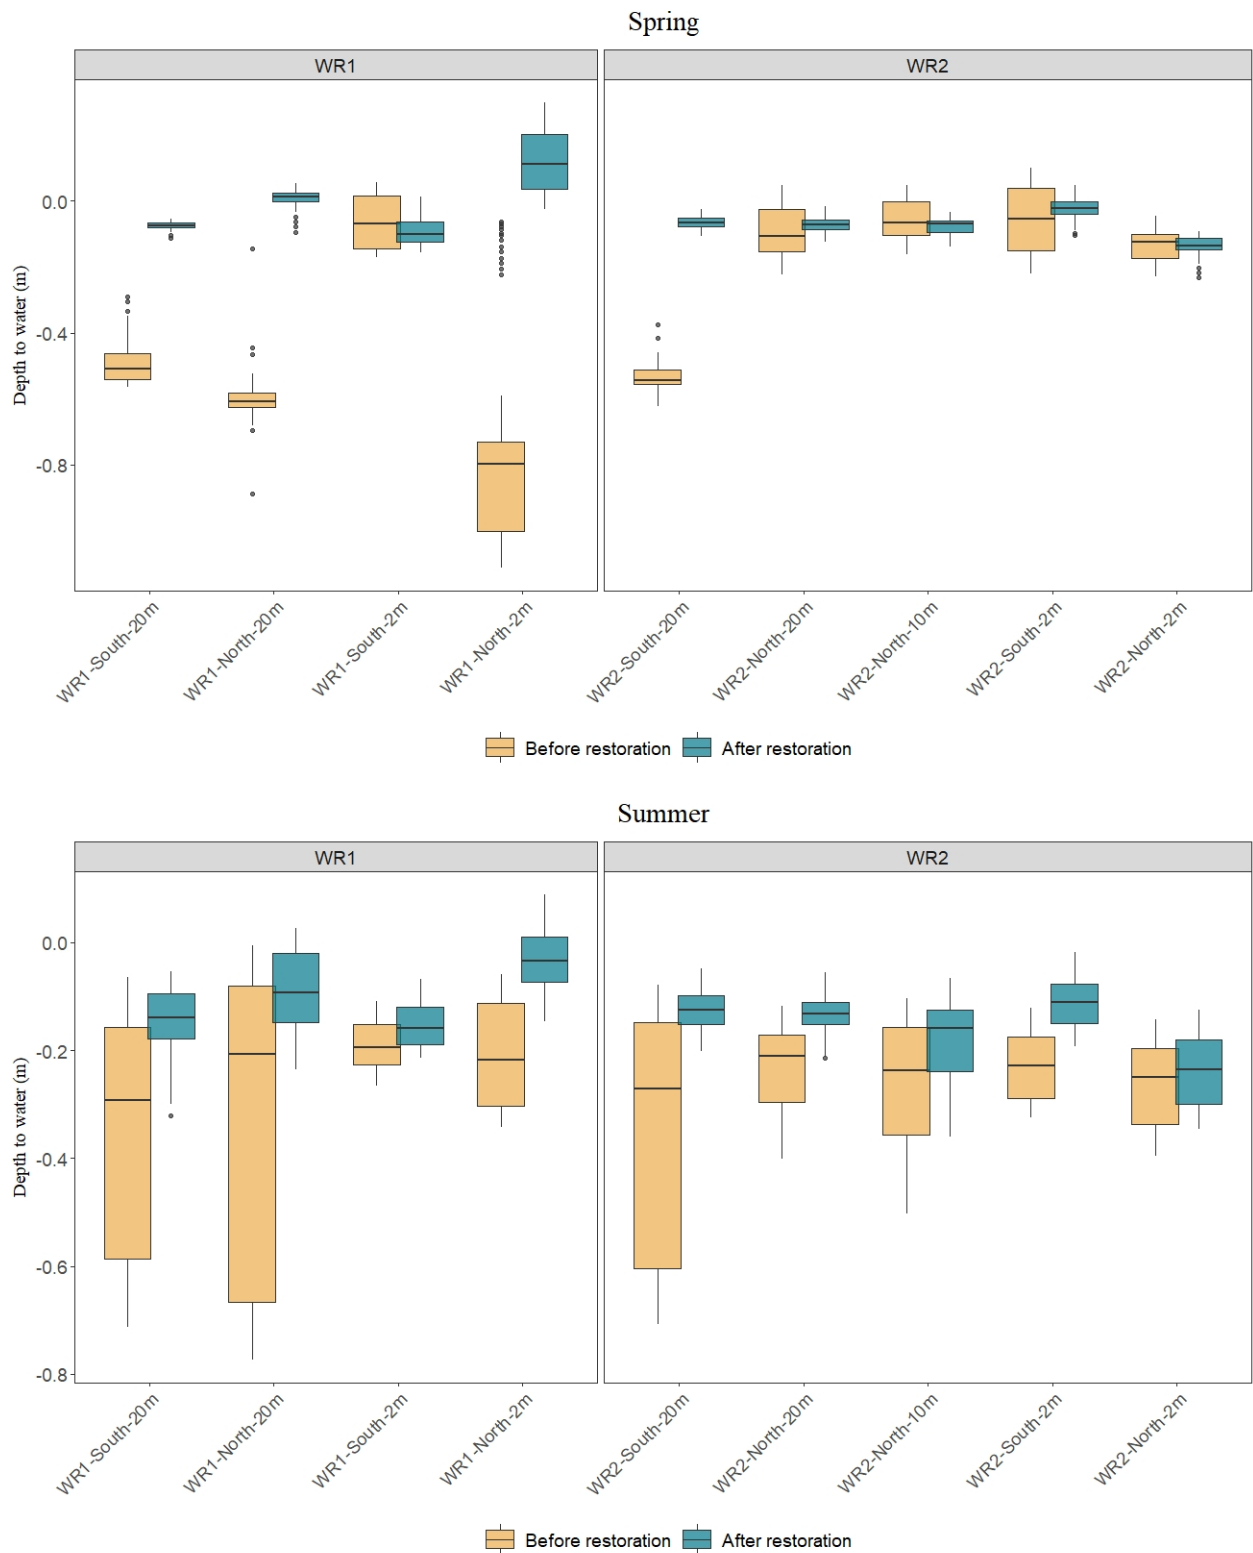 Spring
WR1 WR2
Depth to water (m)
0.0
-0.4
-0.8
WR1-South-20m WR1-North-20m WR1-South-2m WR1-North-2m WR2-South-20m WR2-North-20m WR2-North-10m WR2-South-2m WR2-North-2m
Before restoration After restoration
Summer
WR1 WR2
Depth to water (m)
0.0
-0.2
-0.4
-0.6
-0.8
WR1-South-20m WR1-North-20m WR1-South-2m WR1-North-2m WR2-South-20m WR2-North-20m WR2-North-10m WR2-South-2m WR2-North-2m
Before restoration After restoration